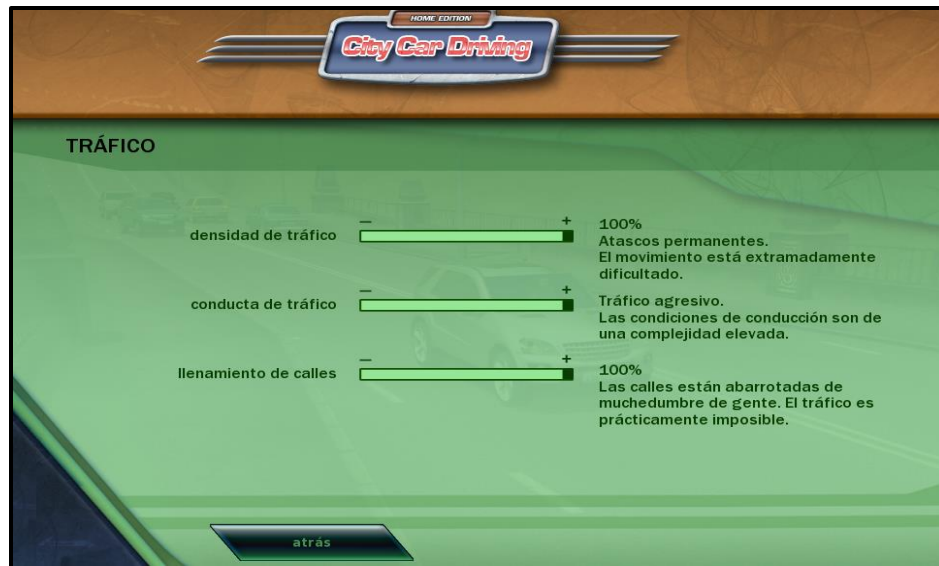 HOME EDITION
City Car Driving
TRÁFICO
densidad de tráfico
– +
100%
Atascos permanentes.
El movimiento está extramadamente
dificultado.
conducta de tráfico
– +
Tráfico agresivo.
Las condiciones de conducción son de
una complejidad elevada.
llenamiento de calles
– +
100%
Las calles están abarrotadas de
muchedumbre de gente. El tráfico es
prácticamente imposible.
atrás